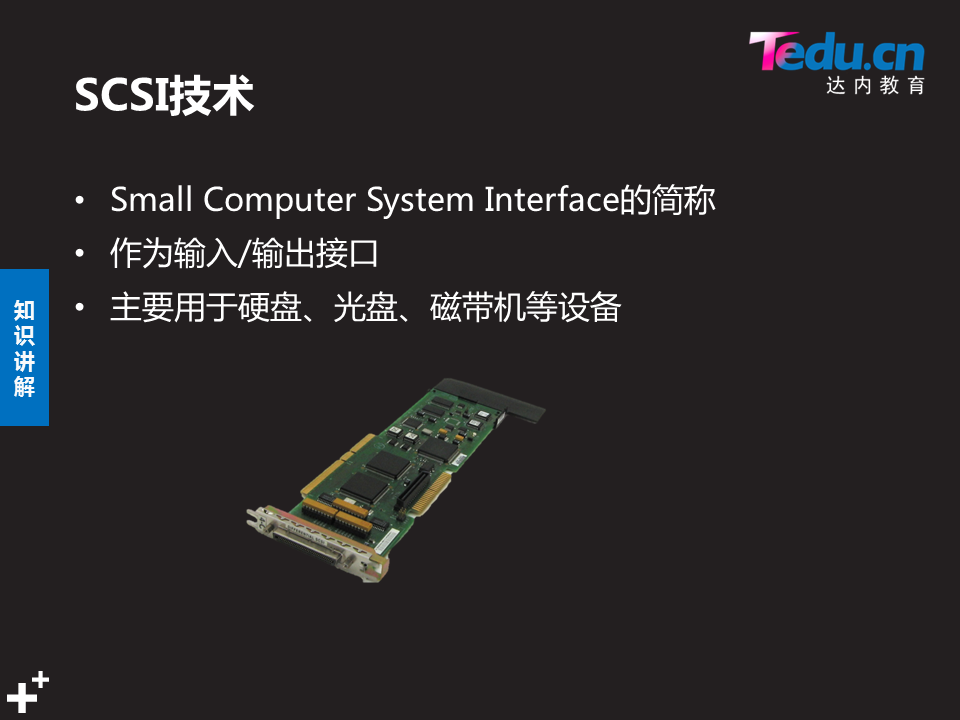 Tedu.cn
达内教育
SCSI技术
• Small Computer System Interface的简称
• 作为输入/输出接口
• 主要用于硬盘、光盘、磁带机等设备
知
识
讲
解